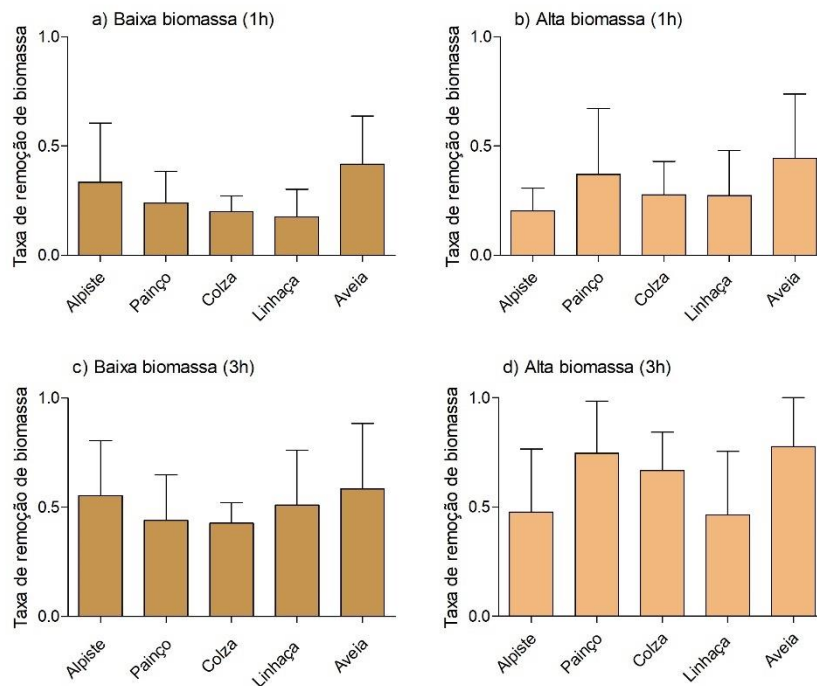 a) Baixa biomassa (1h)
Taxa de remoção de biomassa
1.0
0.5
0.0
Alpiste
Painço
Colza
Linhaça
Aveia
b) Alta biomassa (1h)
Taxa de remoção de biomassa
1.0
0.5
0.0
Alpiste
Painço
Colza
Linhaça
Aveia
c) Baixa biomassa (3h)
Taxa de remoção de biomassa
1.0
0.5
0.0
Alpiste
Painço
Colza
Linhaça
Aveia
d) Alta biomassa (3h)
Taxa de remoção de biomassa
1.0
0.5
0.0
Alpiste
Painço
Colza
Linhaça
Aveia